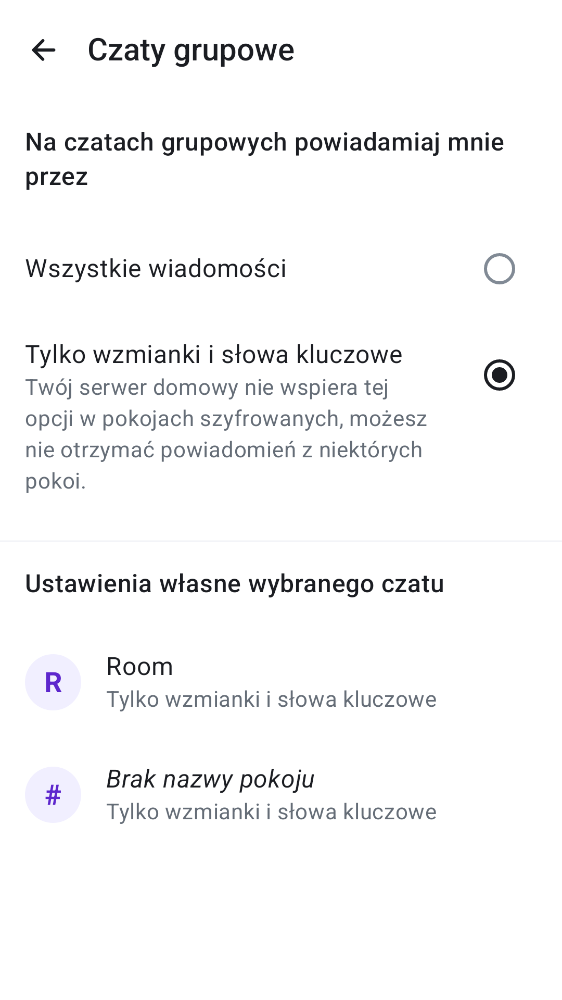 Czaty grupowe
Na czatach grupowych powiadamiaj mnie
przez
Wszystkie wiadomości
Tylko wzmianki i słowa kluczowe
Twój serwer domowy nie wspiera tej
opcji w pokojach szyfrowanych, możesz
nie otrzymać powiadomień z niektórych
pokoi.
Ustawienia własne wybranego czatu
R
Room
Tylko wzmianki i słowa kluczowe
#
Brak nazwy pokoju
Tylko wzmianki i słowa kluczowe